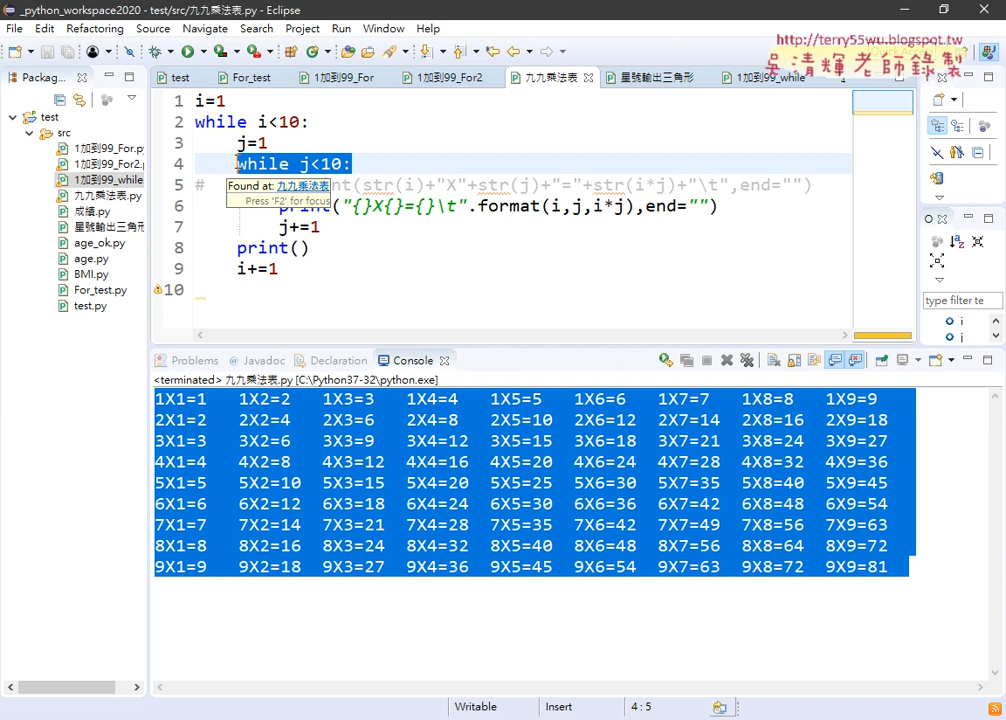 _python_workspace2020 - test/src/九九乘法表.py - Eclipse
File Edit Refactoring Source Navigate Search Project Run Window Help
http://terry55wu.blogspot.tw
吳清輝老師錄製
Packag...
test For_test 1加到99_For 1加到99_For2 九九乘法表 星號輸出三角形 1加到99_while
test
src
1加到99_For.py
1加到99_For2.
1加到99_while
九九乘法表.py
成績.py
星號輸出三角形
age_ok.py
age.py
BMI.py
For_test.py
test.py
1 i=1
2 while i<10:
3 j=1
4 while j<10:
5 # nt(str(i)+"X"+str(j)+"="+str(i*j)+"\t",end="")
Found at: 九九乘法表
Press 'F2' for focus
6 print("{}X{}={}\t".format(i,j,i*j),end="")
7 j+=1
8 print()
9 i+=1
10
O
type filter te
i
i
Problems Javadoc Declaration Console
<terminated> 九九乘法表.py [C:\Python37-32\python.exe]
1X1=1 1X2=2 1X3=3 1X4=4 1X5=5 1X6=6 1X7=7 1X8=8 1X9=9
2X1=2 2X2=4 2X3=6 2X4=8 2X5=10 2X6=12 2X7=14 2X8=16 2X9=18
3X1=3 3X2=6 3X3=9 3X4=12 3X5=15 3X6=18 3X7=21 3X8=24 3X9=27
4X1=4 4X2=8 4X3=12 4X4=16 4X5=20 4X6=24 4X7=28 4X8=32 4X9=36
5X1=5 5X2=10 5X3=15 5X4=20 5X5=25 5X6=30 5X7=35 5X8=40 5X9=45
6X1=6 6X2=12 6X3=18 6X4=24 6X5=30 6X6=36 6X7=42 6X8=48 6X9=54
7X1=7 7X2=14 7X3=21 7X4=28 7X5=35 7X6=42 7X7=49 7X8=56 7X9=63
8X1=8 8X2=16 8X3=24 8X4=32 8X5=40 8X6=48 8X7=56 8X8=64 8X9=72
9X1=9 9X2=18 9X3=27 9X4=36 9X5=45 9X6=54 9X7=63 9X8=72 9X9=81
Writable Insert 4 : 5